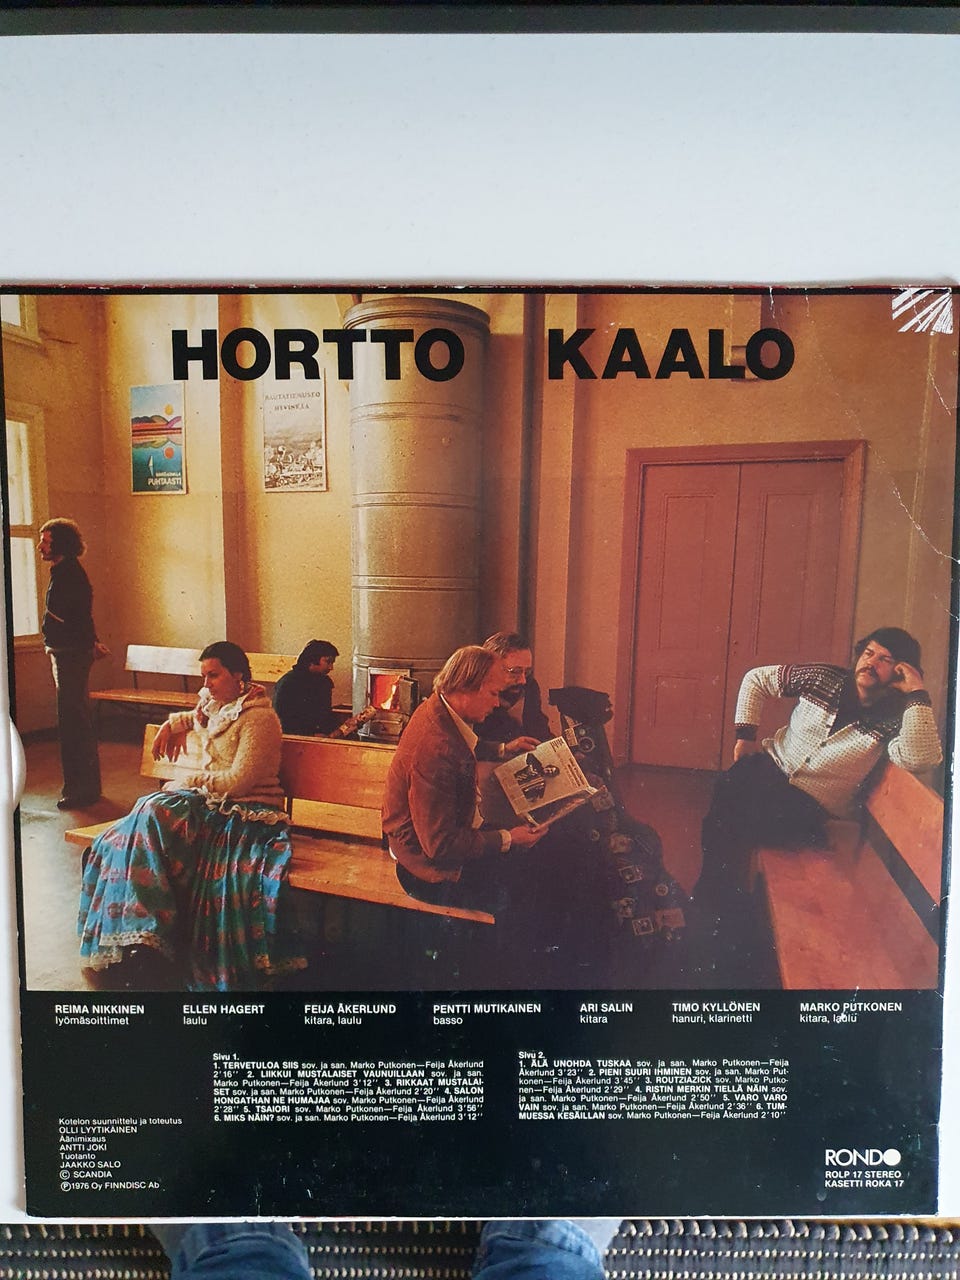 HORTTO KAALO
PUHTAASTI
RAUTATIEMUSEO
HYVINKÄÄ
REIMA NIKKINEN
lyömäsoittimet
ELLEN HAGERT
laulu
FEIJA ÅKERLUND
kitara, laulu
PENTTI MUTIKAINEN
basso
ARI SALIN
kitara
TIMO KYLLÖNEN
hanuri, klarinetti
MARKO PUTKONEN
kitara, laulu
Sivu 1.
1. TERVETULOA SIIS sov. ja san. Marko Putkonen—Feija Åkerlund
2'16'' 2. LIIKKUI MUSTALAISET VAUNUILLAAN sov. ja san.
Marko Putkonen—Feija Åkerlund 3'12'' 3. RIKKAAT MUSTALAI-
SET sov. ja san. Marko Putkonen—Feija Åkerlund 2'20'' 4. SALON
HONGATHAN NE HUMAJAA sov. Marko Putkonen—Feija Åkerlund
2'28'' 5. TSAIORI sov. Marko Putkonen—Feija Åkerlund 3'56''
6. MIKS NÄIN? sov. ja san. Marko Putkonen—Feija Åkerlund 3'12''
Sivu 2.
1. ÄLÄ UNOHDA TUSKAA sov. ja san. Marko Putkonen—Feija
Åkerlund 3'23'' 2. PIENI SUURI IHMINEN sov. ja san. Marko Put-
konen—Feija Åkerlund 3'45'' 3. ROUTZIAZICK sov. Marko Putko-
nen—Feija Åkerlund 2'29'' 4. RISTIN MERKIN TIELLÄ NÄIN sov.
ja san. Marko Putkonen—Feija Åkerlund 2'50'' 5. VARO VARO
VAIN sov. ja san. Marko Putkonen—Feija Åkerlund 2'36'' 6. TUM-
MUESSA KESÄILLAN sov. Marko Putkonen—Feija Åkerlund 2'10''
Kotelon suunnittelu ja toteutus
OLLI LYYTIKÄINEN
Äänimixaus
ANTTI JOKI
Tuotanto
JAAKKO SALO
© SCANDIA
℗ 1976 Oy FINNDISC Ab
RONDO
ROLP 17 STEREO
KASETTI ROKA 17